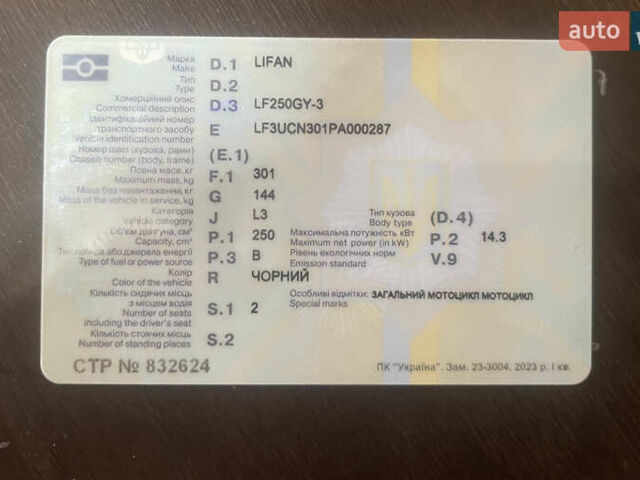 auto
Марка
Make D.1 LIFAN
Тип
Type D.2
Комерційний опис
Commercial description D.3 LF250GY-3
Ідентифікаційний номер
транспортного засобу
Vehicle identification number E LF3UCN301PA000287
Номер шасі (кузова, рами)
Chassis number (body, frame) (E.1)
Повна маса, кг
Maximum mass, kg F.1 301
Маса без навантаження, кг
Mass of the vehicle in service, kg G 144
Категорія
Vehicle category J L3 Тип кузова
Body type (D.4)
Об'єм двигуна, см³
Capacity, cm³ P.1 250 Максимальна потужність кВт
Maximum net power (in kW) P.2 14.3
Тип палива або джерела енергії
Type of fuel or power source P.3 B Рівень екологічних норм
Emission standard V.9
Колір
Color of the vehicle R ЧОРНИЙ
Кількість сидячих місць
з місцем водія
Number of seats
including the driver's seat S.1 2 Особливі відмітки: ЗАГАЛЬНИЙ МОТОЦИКЛ МОТОЦИКЛ
Special marks
Кількість стоячих місць
Number of standing places S.2
СТР № 832624
ПК "Україна". Зам. 23-3004. 2023 р. I кв.